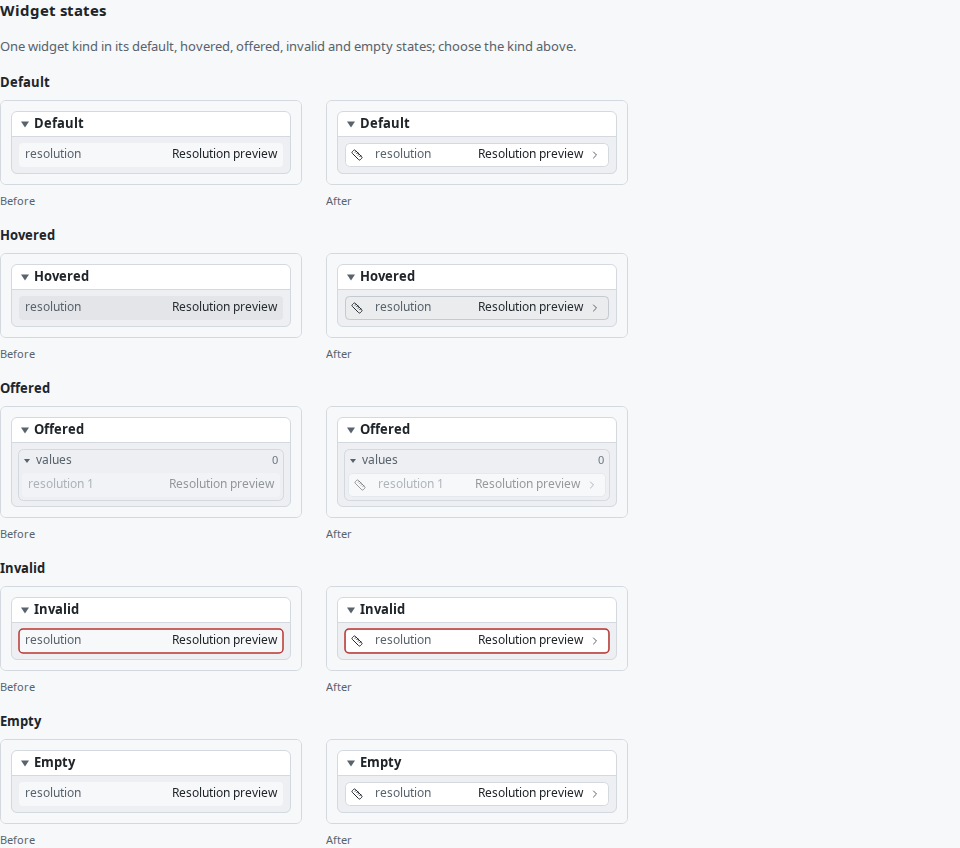 Widget states
One widget kind in its default, hovered, offered, invalid and empty states; choose the kind above.
Default
Default
resolution Resolution preview
Default
resolution Resolution preview
Before
After
Hovered
Hovered
resolution Resolution preview
Hovered
resolution Resolution preview
Before
After
Offered
Offered
values 0
resolution 1 Resolution preview
Offered
values 0
resolution 1 Resolution preview
Before
After
Invalid
Invalid
resolution Resolution preview
Invalid
resolution Resolution preview
Before
After
Empty
Empty
resolution Resolution preview
Empty
resolution Resolution preview
Before
After